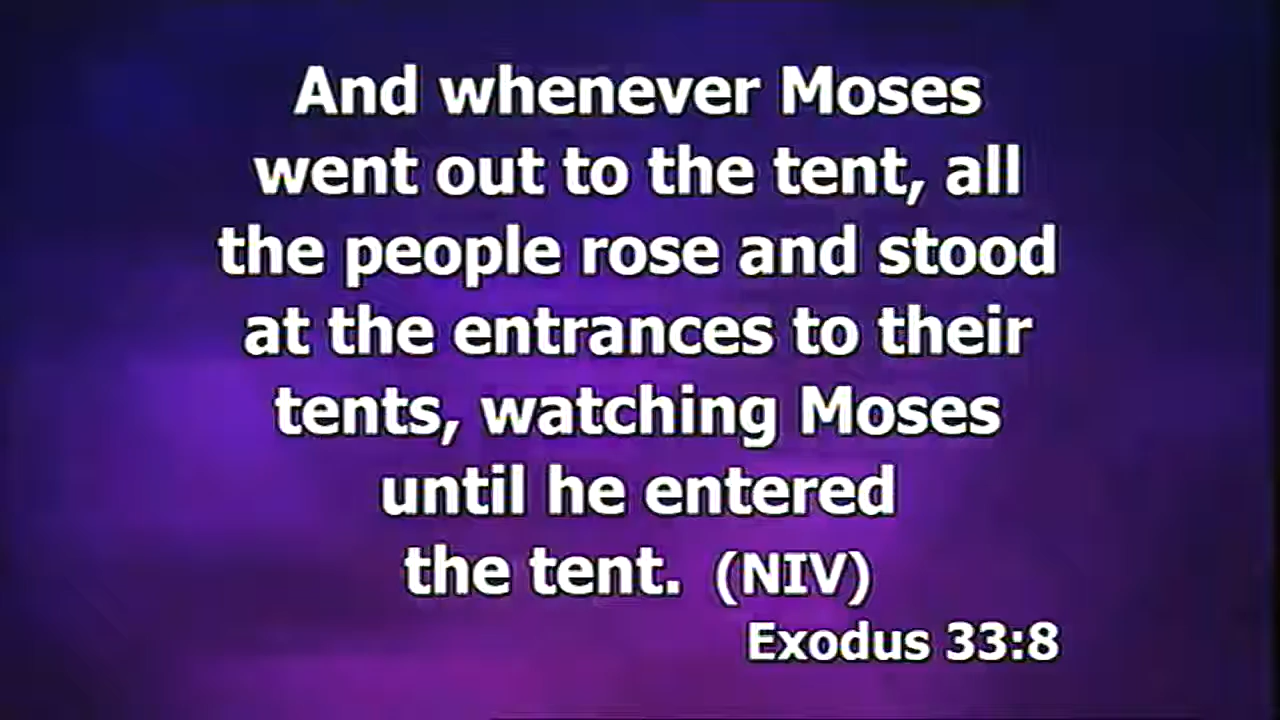 And whenever Moses
went out to the tent, all
the people rose and stood
at the entrances to their
tents, watching Moses
until he entered
the tent. (NIV)
Exodus 33:8